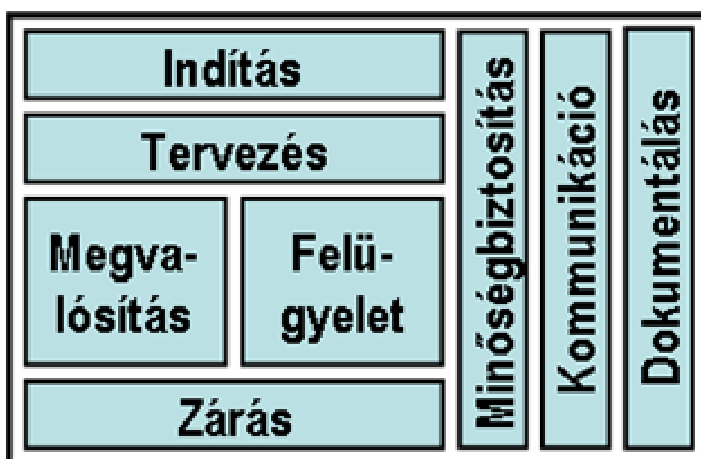 Indítás
Tervezés
Megva-
lósítás
Felü-
gyelet
Zárás
Minőségbiztosítás
Kommunikáció
Dokumentálás